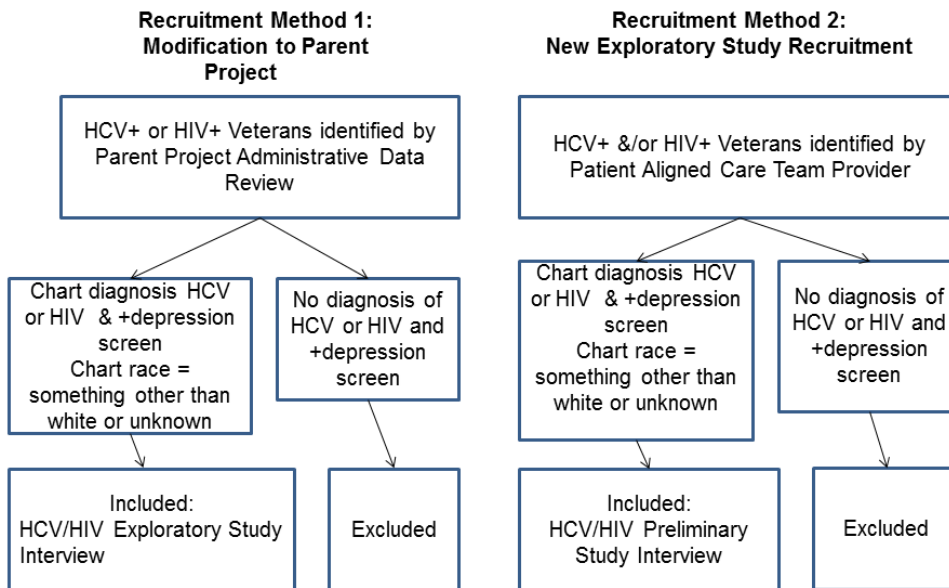 Recruitment Method 1:
Modification to Parent
Project
HCV+ or HIV+ Veterans identified by
Parent Project Administrative Data
Review
Chart diagnosis HCV
or HIV & +depression
screen
Chart race =
something other than
white or unknown
No diagnosis of
HCV or HIV and
+depression
screen
Included:
HCV/HIV Exploratory Study
Interview
Excluded
Recruitment Method 2:
New Exploratory Study Recruitment
HCV+ &/or HIV+ Veterans identified by
Patient Aligned Care Team Provider
Chart diagnosis HCV
or HIV & +depression
screen
Chart race =
something other than
white or unknown
No diagnosis of
HCV or HIV and
+depression
screen
Included:
HCV/HIV Preliminary
Study Interview
Excluded